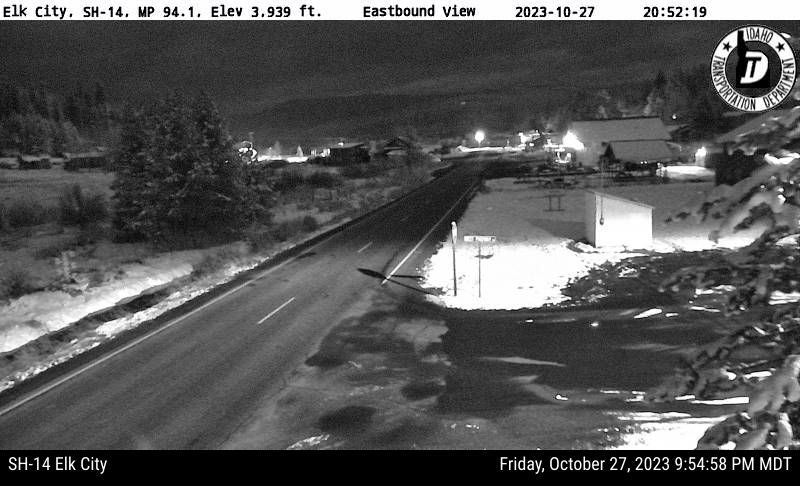 Elk City, SH-14, MP 94.1, Elev 3,939 ft. Eastbound View 2023-10-27 20:52:19
IDAHO
TRANSPORTATION DEPARTMENT
SH-14 Elk City Friday, October 27, 2023 9:54:58 PM MDT